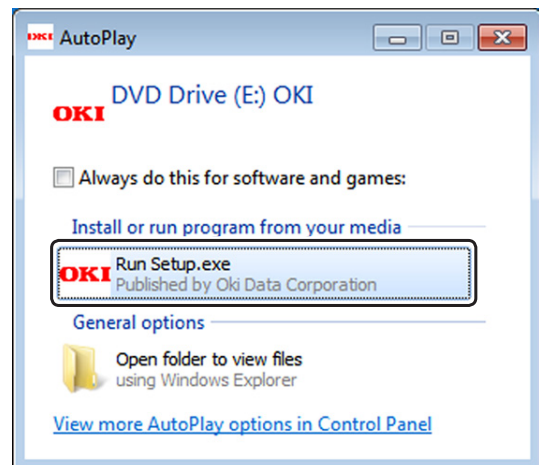 OKI AutoPlay
OKI DVD Drive (E:) OKI
Always do this for software and games:
Install or run program from your media
OKI Run Setup.exe
Published by Oki Data Corporation
General options
Open folder to view files
using Windows Explorer
View more AutoPlay options in Control Panel